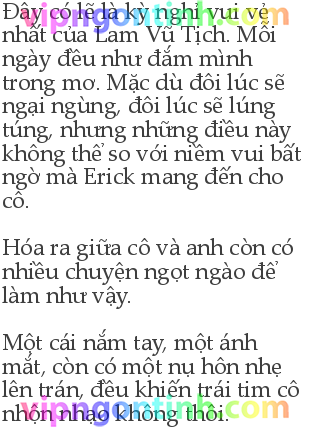 Đây có lẽ là kỳ nghỉ vui vẻ
nhất của Lam Vũ Tịch. Mỗi
ngày đều như đắm mình
trong mơ. Mặc dù đôi lúc sẽ
ngại ngùng, đôi lúc sẽ lúng
túng, nhưng những điều này
không thể so với niềm vui bất
ngờ mà Erick mang đến cho
cô.
Hóa ra giữa cô và anh còn có
nhiều chuyện ngọt ngào để
làm như vậy.
Một cái nắm tay, một ánh
mắt, còn có một nụ hôn nhẹ
lên trán, đều khiến trái tim cô
nhộn nhạo không thôi.
vipngontinh.com
vipngontinh.com